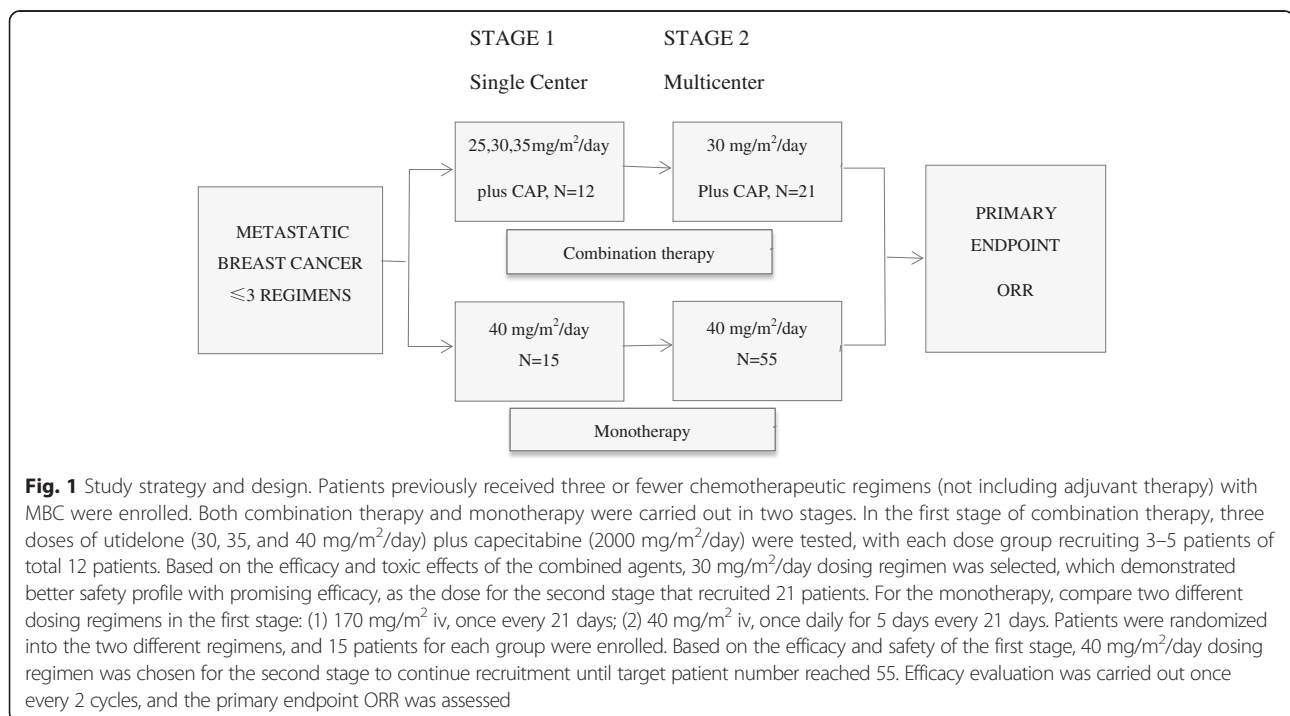 STAGE 1
STAGE 2
Single Center
Multicenter
25,30,35mg/m²/day
plus CAP, N=12
30 mg/m²/day
Plus CAP, N=21
METASTATIC
BREAST CANCER
≤3 REGIMENS
PRIMARY
ENDPOINT
ORR
Combination therapy
40 mg/m²/day
N=15
40 mg/m²/day
N=55
Monotherapy
Fig. 1 Study strategy and design. Patients previously received three or fewer chemotherapeutic regimens (not including adjuvant therapy) with
MBC were enrolled. Both combination therapy and monotherapy were carried out in two stages. In the first stage of combination therapy, three
doses of utidelone (30, 35, and 40 mg/m²/day) plus capecitabine (2000 mg/m²/day) were tested, with each dose group recruiting 3–5 patients of
total 12 patients. Based on the efficacy and toxic effects of the combined agents, 30 mg/m²/day dosing regimen was selected, which demonstrated
better safety profile with promising efficacy, as the dose for the second stage that recruited 21 patients. For the monotherapy, compare two different
dosing regimens in the first stage: (1) 170 mg/m² iv, once every 21 days; (2) 40 mg/m² iv, once daily for 5 days every 21 days. Patients were randomized
into the two different regimens, and 15 patients for each group were enrolled. Based on the efficacy and safety of the first stage, 40 mg/m²/day dosing
regimen was chosen for the second stage to continue recruitment until target patient number reached 55. Efficacy evaluation was carried out once
every 2 cycles, and the primary endpoint ORR was assessed